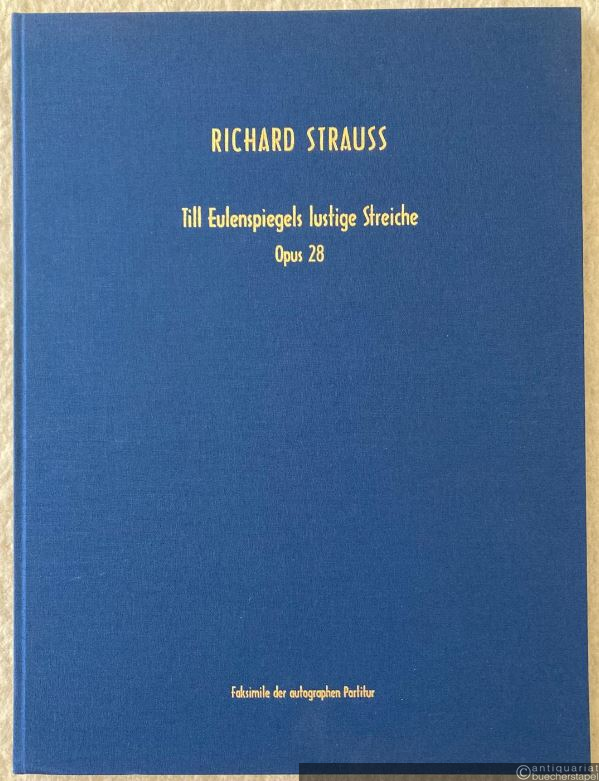 RICHARD STRAUSS
Till Eulenspiegels lustige Streiche
Opus 28
Faksimile der autographen Partitur
antiquariat
buecherstapel